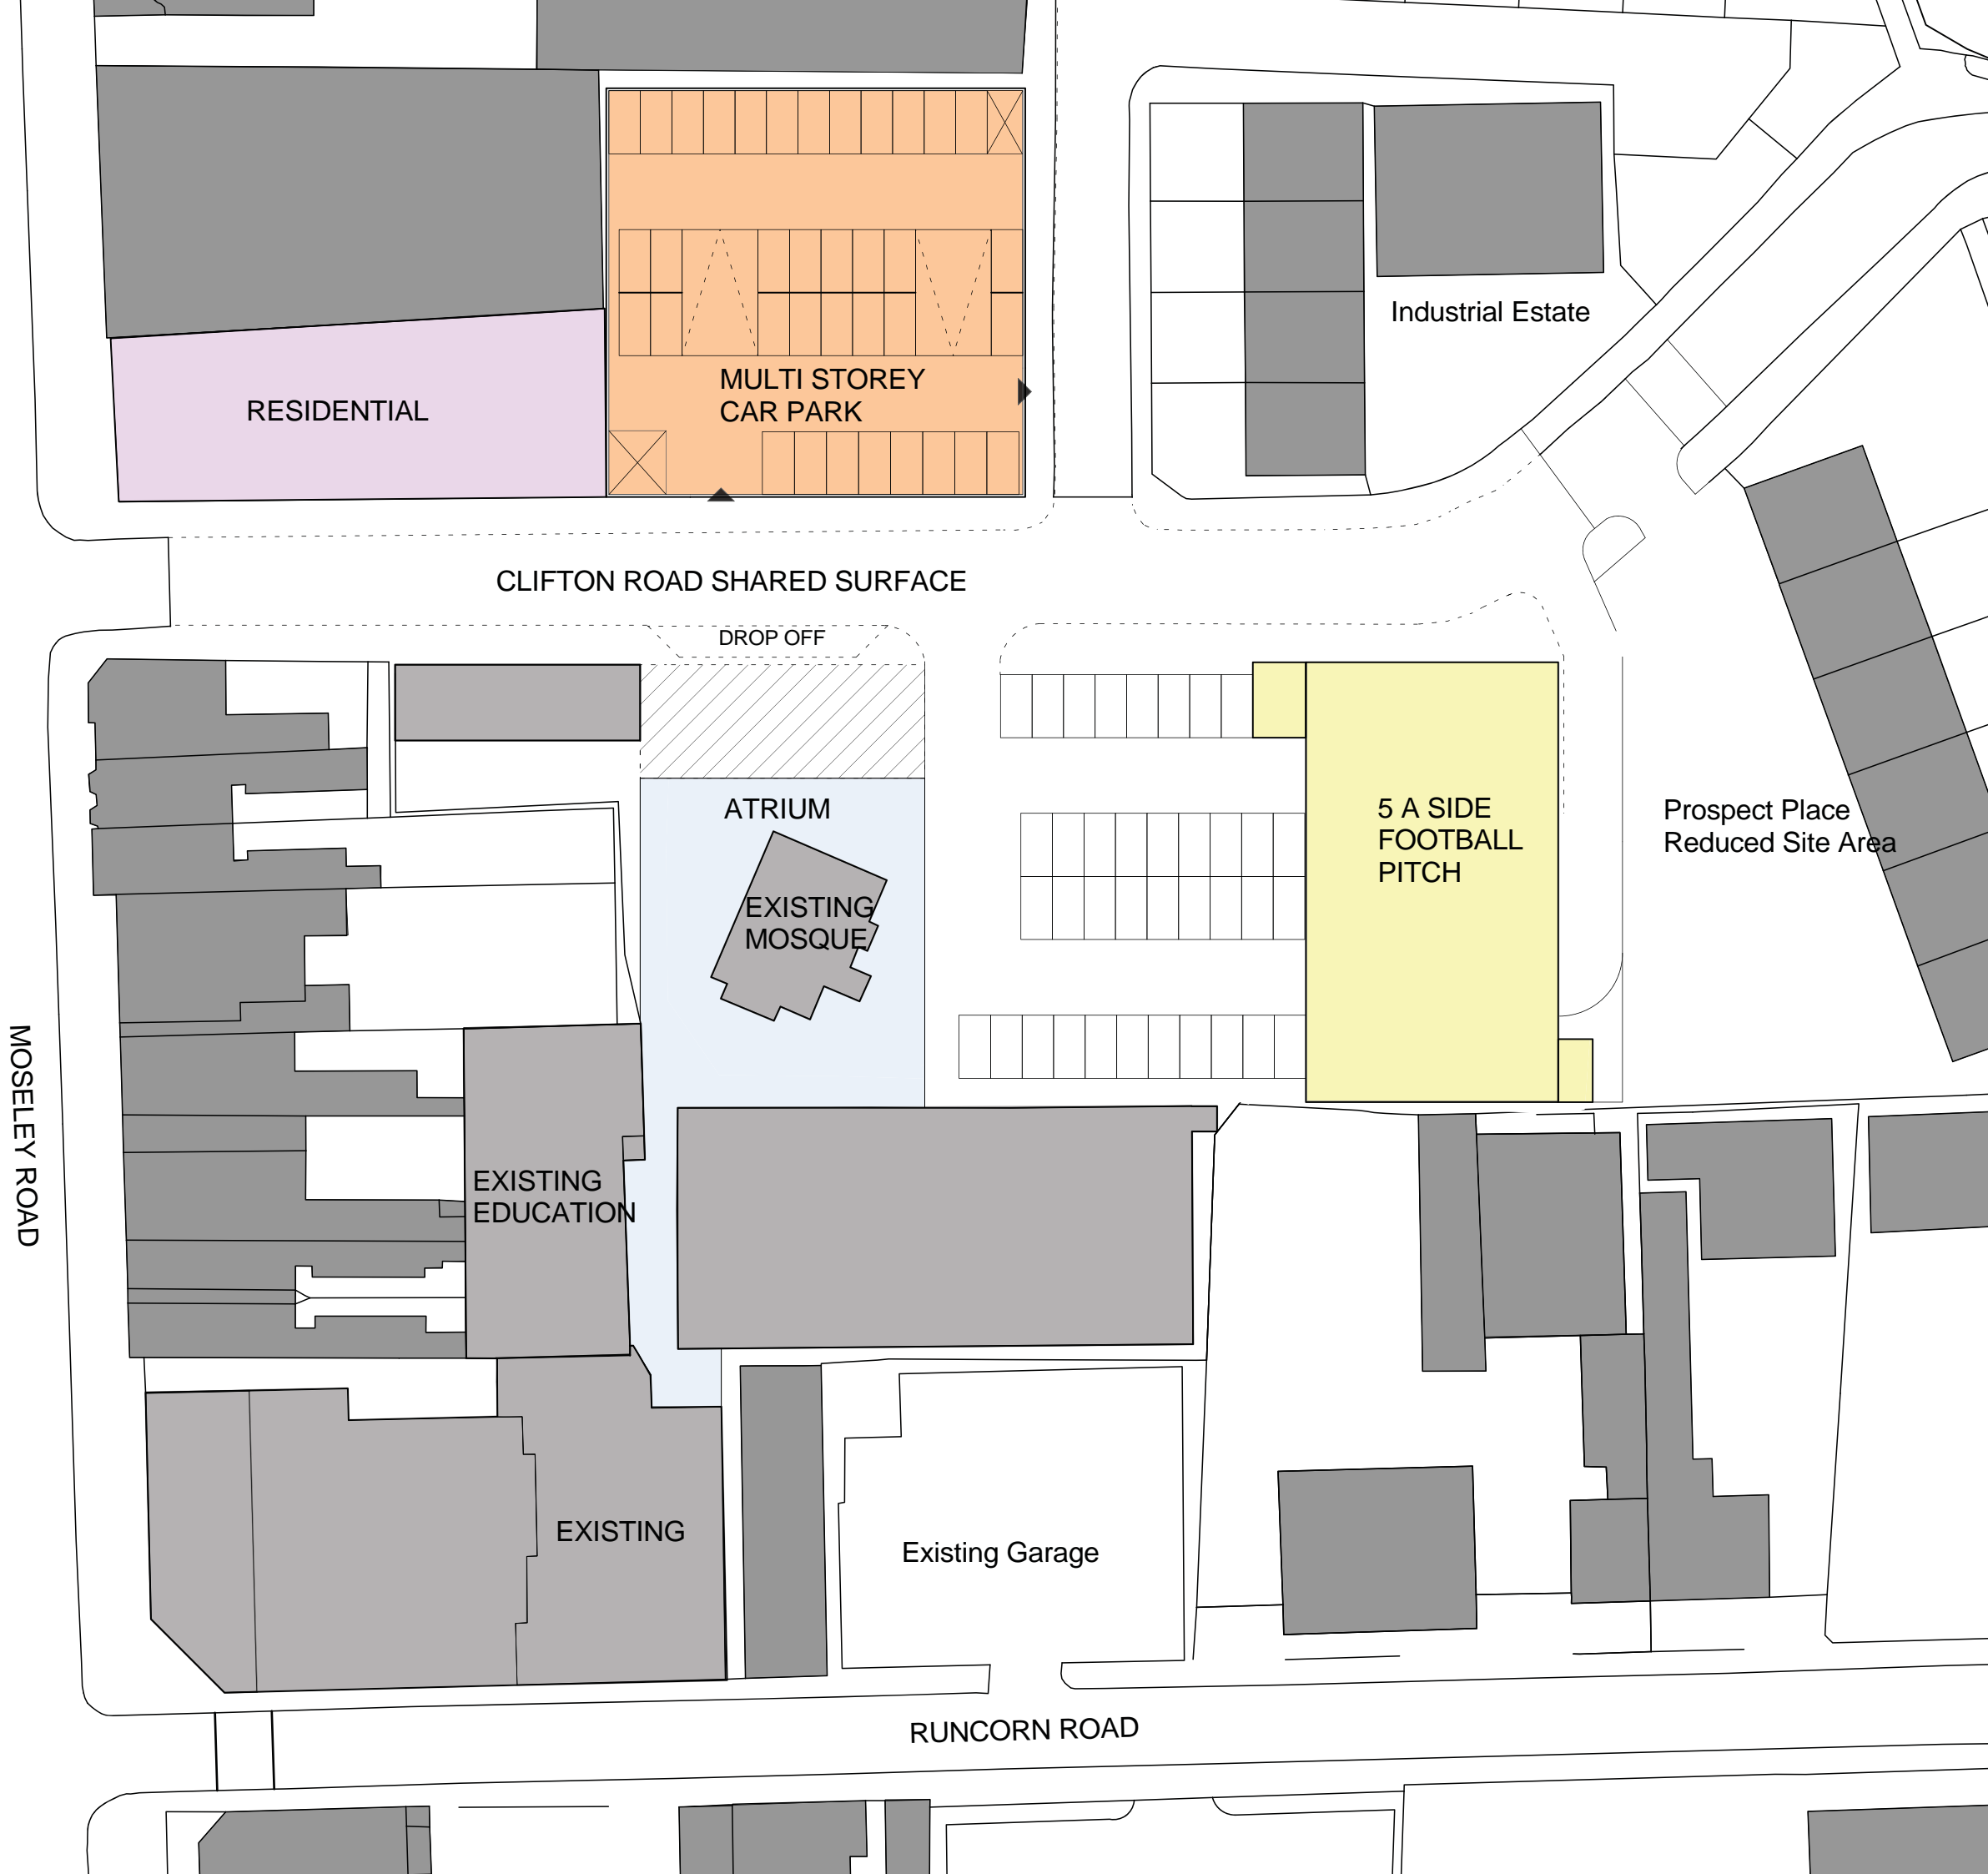 Industrial Estate
MULTI STOREY
CAR PARK
RESIDENTIAL
CLIFTON ROAD SHARED SURFACE
DROP OFF
ATRIUM
5 A SIDE
FOOTBALL
PITCH
Prospect Place
Reduced Site Area
EXISTING
MOSQUE
MOSELEY ROAD
EXISTING
EDUCATION
EXISTING
Existing Garage
RUNCORN ROAD